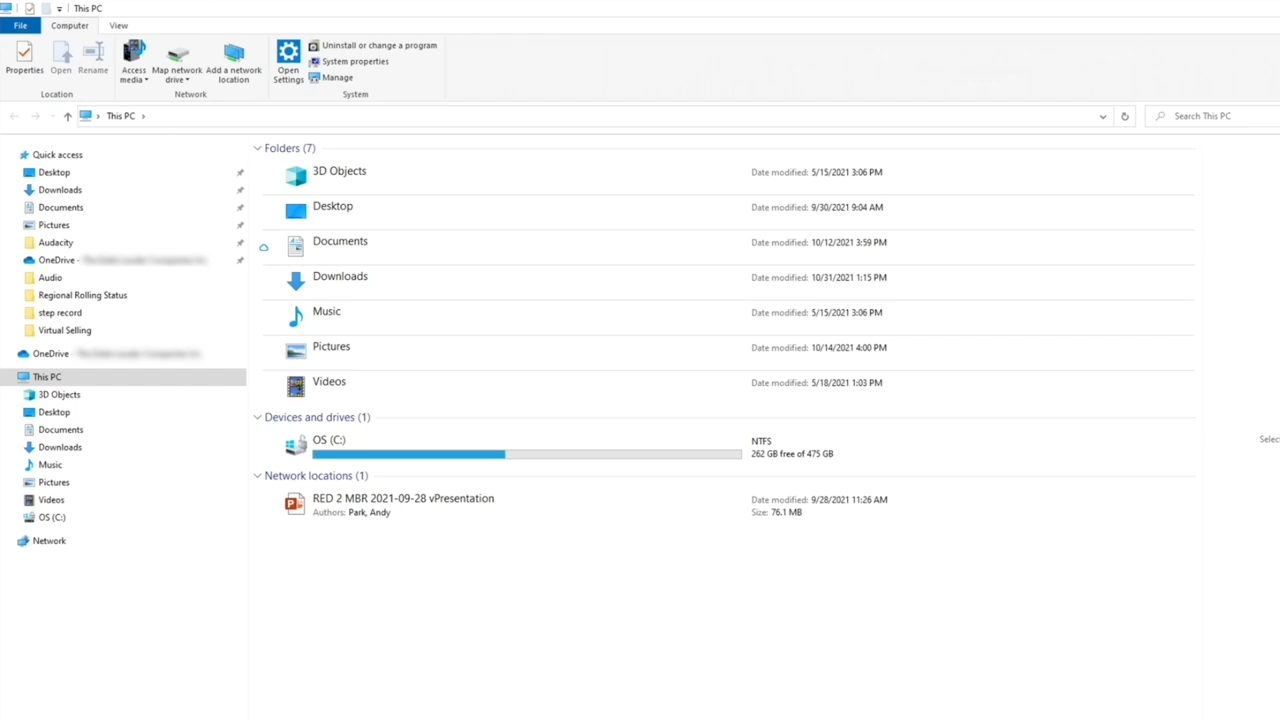 This PC
File Computer View
Properties Open Rename Access media Map network drive Add a network location Open Settings Uninstall or change a program
System properties
Manage
Location Network System
This PC
Search This PC
Quick access
Desktop
Downloads
Documents
Pictures
Audacity
OneDrive -
Audio
Regional Rolling Status
step record
Virtual Selling
OneDrive -
This PC
3D Objects
Desktop
Documents
Downloads
Music
Pictures
Videos
OS (C:)
Network
Folders (7)
3D Objects Date modified: 5/15/2021 3:06 PM
Desktop Date modified: 9/30/2021 9:04 AM
Documents Date modified: 10/12/2021 3:59 PM
Downloads Date modified: 10/31/2021 1:15 PM
Music Date modified: 5/15/2021 3:06 PM
Pictures Date modified: 10/14/2021 4:00 PM
Videos Date modified: 5/18/2021 1:03 PM
Devices and drives (1)
OS (C:) NTFS
262 GB free of 475 GB
Network locations (1)
RED 2 MBR 2021-09-28 vPresentation Date modified: 9/28/2021 11:26 AM
Authors: Park, Andy Size: 76.1 MB
Selec